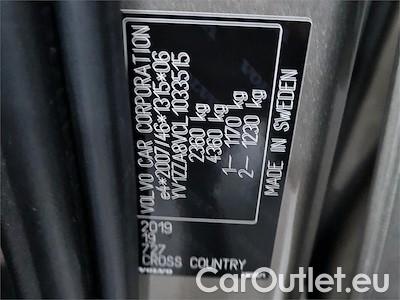 VOLVO CAR CORPORATION
e4*2007/46*1315*06
YV1ZZA8VCL1033515
2360 kg
4360 kg
1- 1170 kg
2- 1230 kg
MADE IN SWEDEN
2019
727
CROSS COUNTRY
VOLVO
CarOutlet.eu